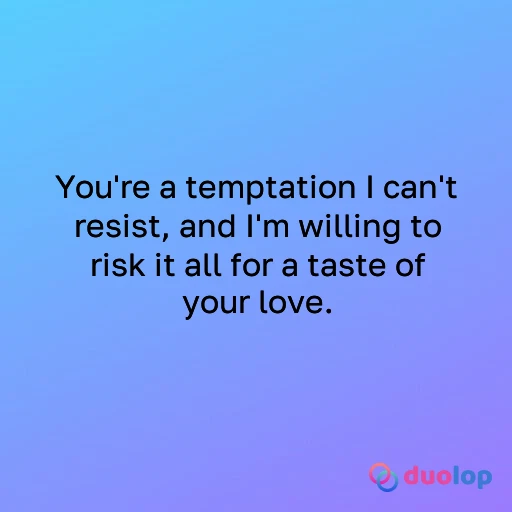 You're a temptation I can't
resist, and I'm willing to
risk it all for a taste of
your love.
duolop